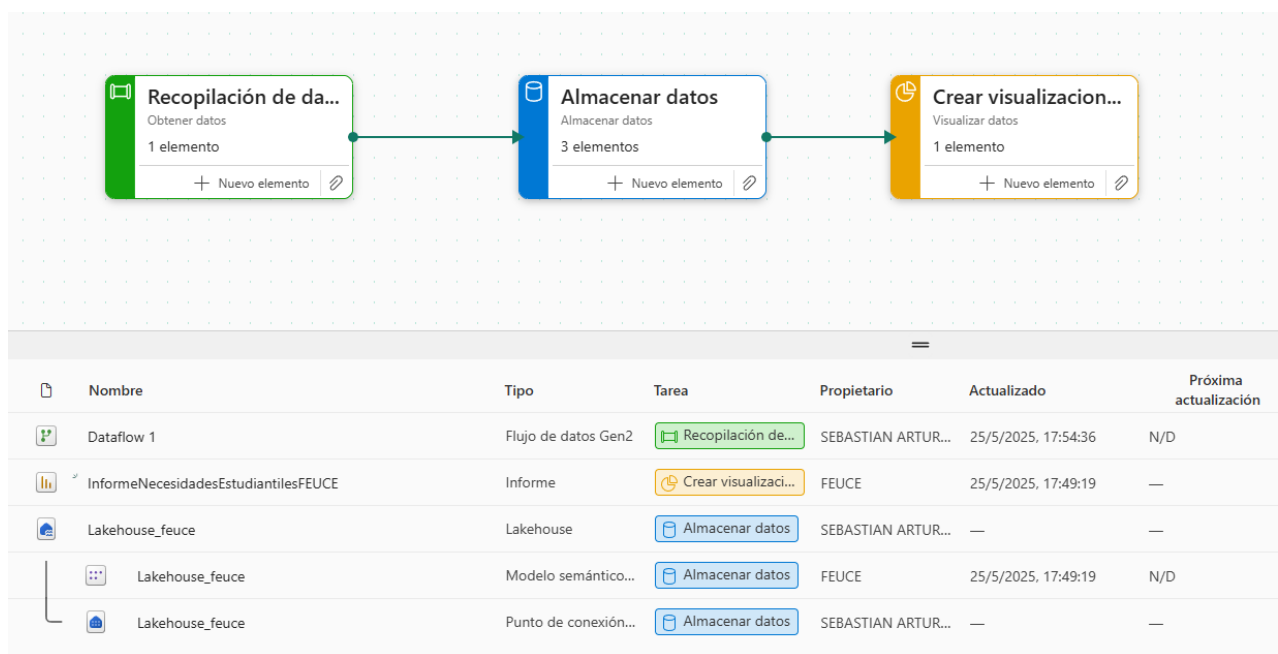 Recopilación de da...
Obtener datos
1 elemento
Nuevo elemento
Almacenar datos
Almacenar datos
3 elementos
Nuevo elemento
Crear visualizacion...
Visualizar datos
1 elemento
Nuevo elemento
Nombre Tipo Tarea Propietario Actualizado Próxima actualización
Dataflow 1 Flujo de datos Gen2 Recopilación de... SEBASTIAN ARTUR... 25/5/2025, 17:54:36 N/D
InformeNecesidadesEstudiantilesFEUCE Informe Crear visualizaci... FEUCE 25/5/2025, 17:49:19 —
Lakehouse_feuce Lakehouse Almacenar datos SEBASTIAN ARTUR... — —
Lakehouse_feuce Modelo semántico... Almacenar datos FEUCE 25/5/2025, 17:49:19 N/D
Lakehouse_feuce Punto de conexión... Almacenar datos SEBASTIAN ARTUR... — —